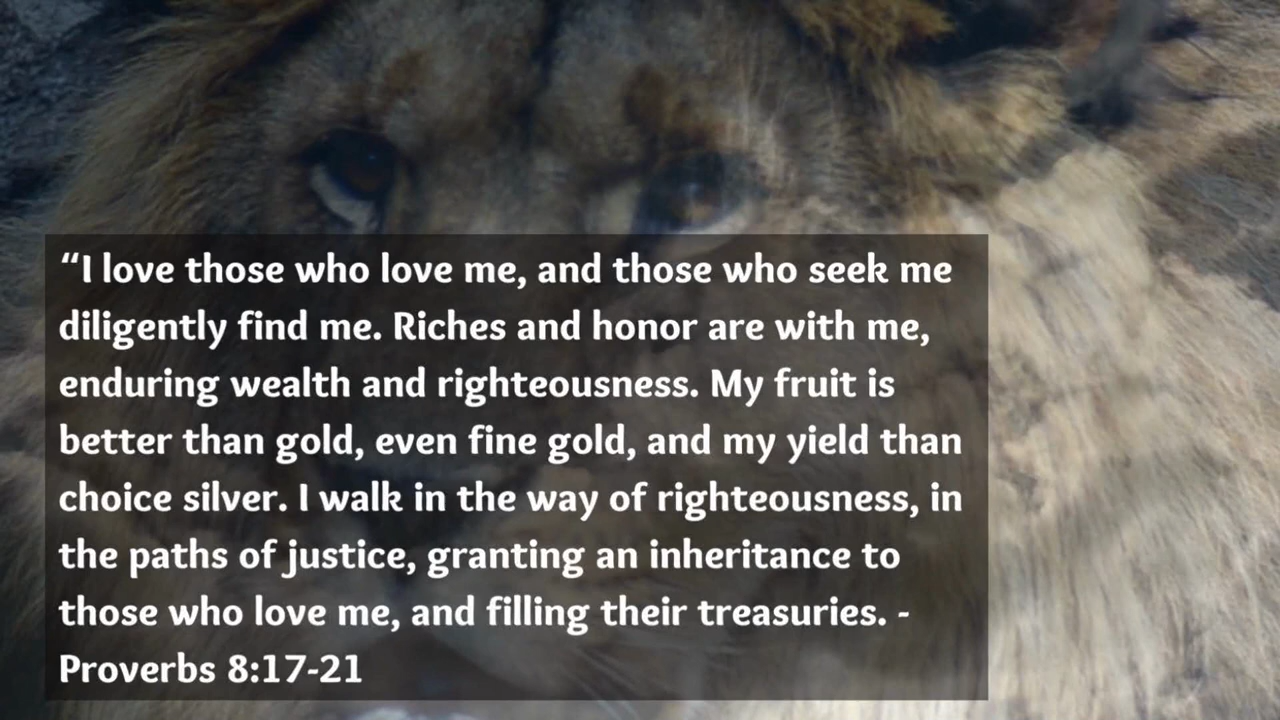 “I love those who love me, and those who seek me
diligently find me. Riches and honor are with me,
enduring wealth and righteousness. My fruit is
better than gold, even fine gold, and my yield than
choice silver. I walk in the way of righteousness, in
the paths of justice, granting an inheritance to
those who love me, and filling their treasuries. -
Proverbs 8:17-21